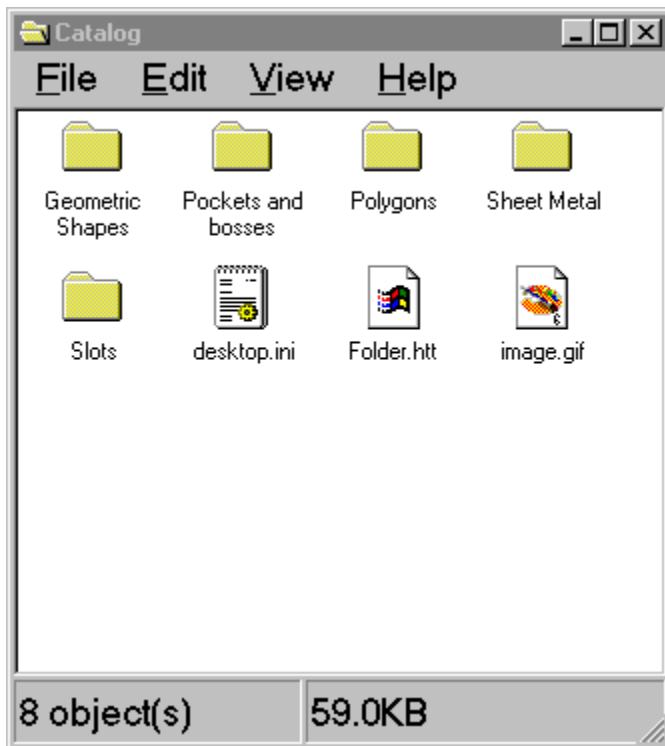 Catalog
File Edit View Help
Geometric Shapes
Pockets and bosses
Polygons
Sheet Metal
Slots
desktop.ini
Folder.htt
image.gif
8 object(s)
59.0KB